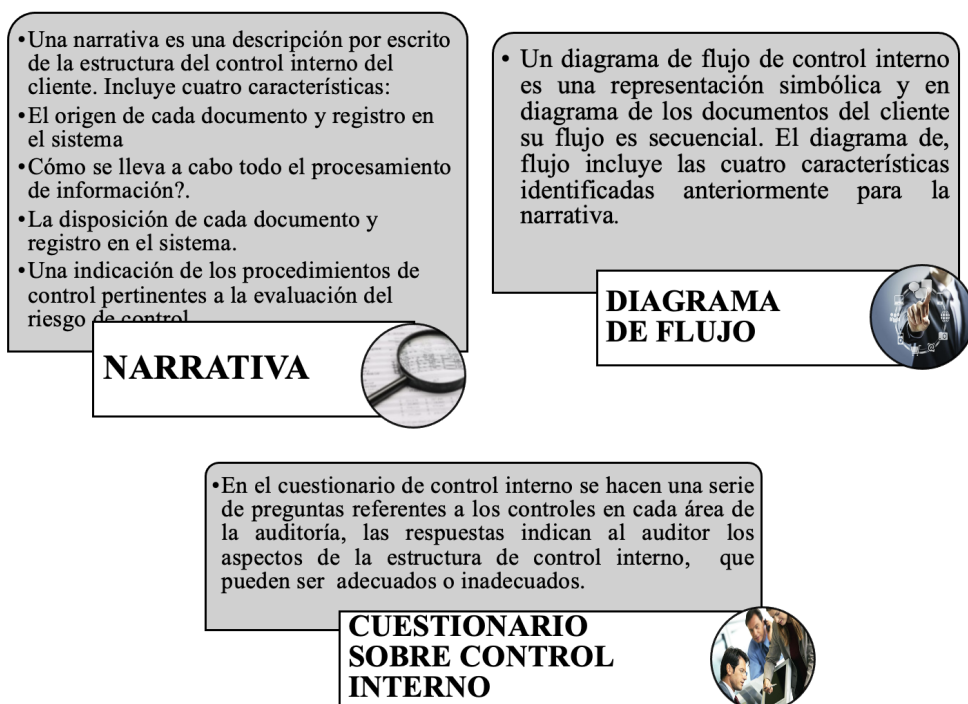 •Una narrativa es una descripción por escrito
de la estructura del control interno del
cliente. Incluye cuatro características:
•El origen de cada documento y registro en
el sistema
•Cómo se lleva a cabo todo el procesamiento
de información?.
•La disposición de cada documento y
registro en el sistema.
•Una indicación de los procedimientos de
control pertinentes a la evaluación del
riesgo de control
NARRATIVA
• Un diagrama de flujo de control interno
es una representación simbólica y en
diagrama de los documentos del cliente
su flujo es secuencial. El diagrama de,
flujo incluye las cuatro características
identificadas anteriormente para la
narrativa.
DIAGRAMA
DE FLUJO
•En el cuestionario de control interno se hacen una serie
de preguntas referentes a los controles en cada área de
la auditoría, las respuestas indican al auditor los
aspectos de la estructura de control interno, que
pueden ser adecuados o inadecuados.
CUESTIONARIO
SOBRE CONTROL
INTERNO